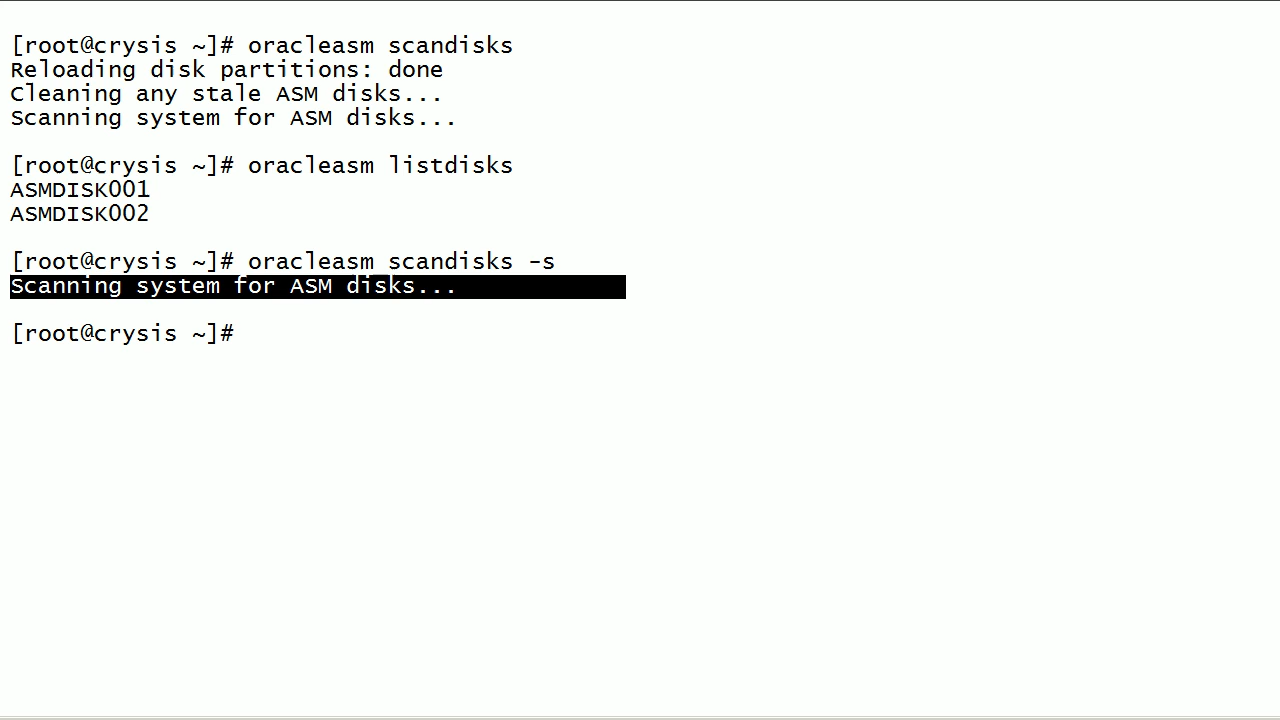 [root@crysis ~]# oracleasm scandisks
Reloading disk partitions: done
Cleaning any stale ASM disks...
Scanning system for ASM disks...
[root@crysis ~]# oracleasm listdisks
ASMDISK001
ASMDISK002
[root@crysis ~]# oracleasm scandisks -s
Scanning system for ASM disks...
[root@crysis ~]#